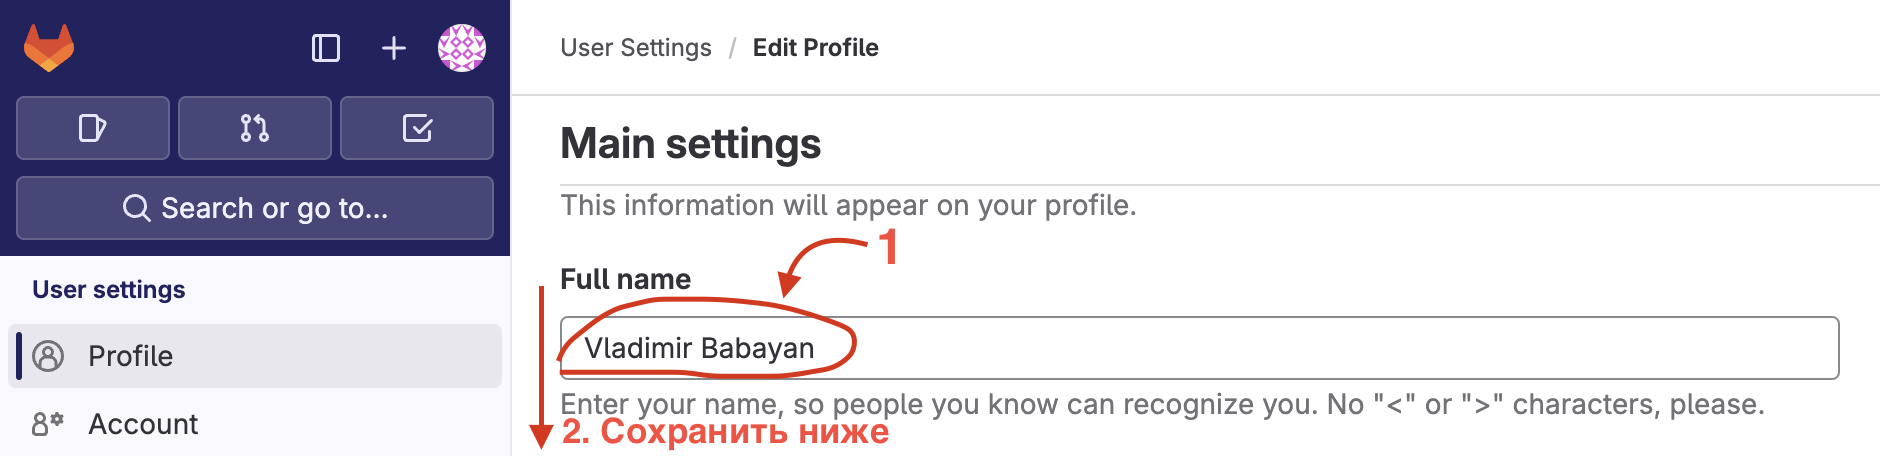 User Settings / Edit Profile
Search or go to...
User settings
Profile
Account
Main settings
This information will appear on your profile.
1
Full name
Vladimir Babayan
Enter your name, so people you know can recognize you. No "<" or ">" characters, please.
2. Сохранить ниже